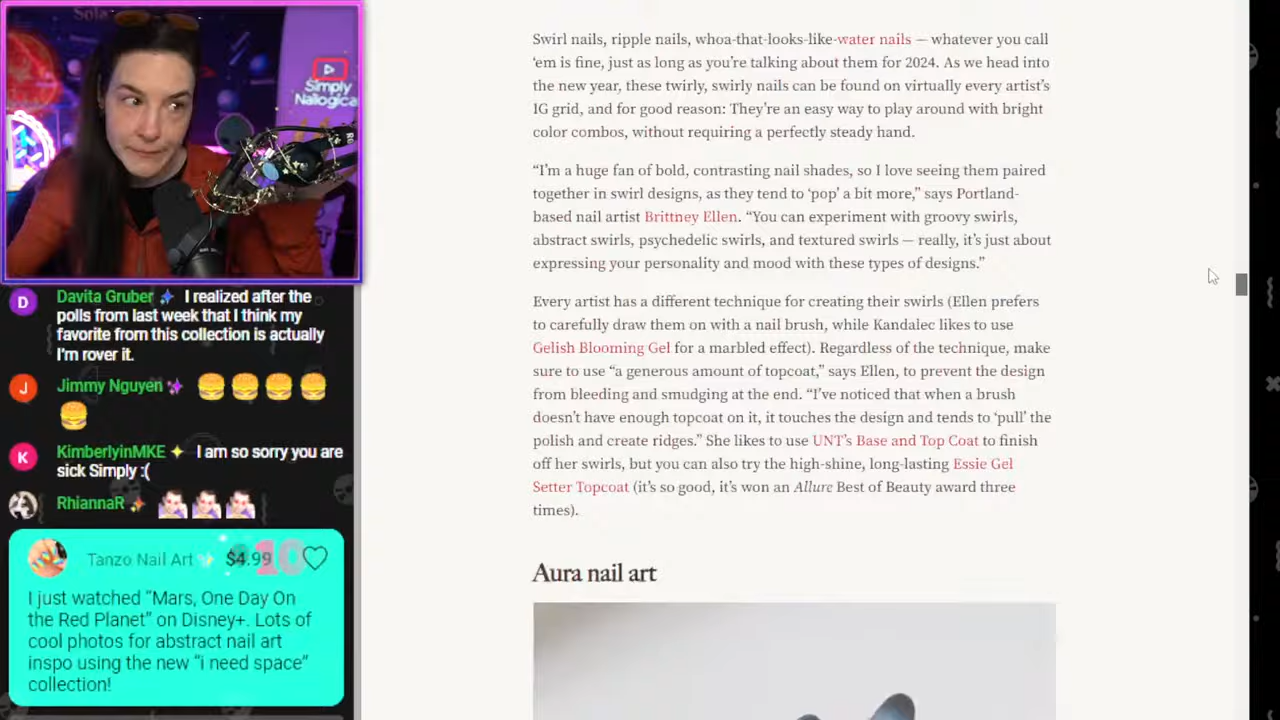 Simply
Nailogical
Davita Gruber I realized after the
polls from last week that I think my
favorite from this collection is actually
I'm rover it.
Jimmy Nguyen
KimberlyinMKE I am so sorry you are
sick Simply :(
RhiannaR
Tanzo Nail Art $4.99
I just watched “Mars, One Day On
the Red Planet” on Disney+. Lots of
cool photos for abstract nail art
inspo using the new “i need space”
collection!
Swirl nails, ripple nails, whoa-that-looks-like-water nails — whatever you call
‘em is fine, just as long as you’re talking about them for 2024. As we head into
the new year, these twirly, swirly nails can be found on virtually every artist’s
IG grid, and for good reason: They’re an easy way to play around with bright
color combos, without requiring a perfectly steady hand.
“I’m a huge fan of bold, contrasting nail shades, so I love seeing them paired
together in swirl designs, as they tend to ‘pop’ a bit more,” says Portland-
based nail artist Brittney Ellen. “You can experiment with groovy swirls,
abstract swirls, psychedelic swirls, and textured swirls — really, it’s just about
expressing your personality and mood with these types of designs.”
Every artist has a different technique for creating their swirls (Ellen prefers
to carefully draw them on with a nail brush, while Kandalec likes to use
Gelish Blooming Gel for a marbled effect). Regardless of the technique, make
sure to use “a generous amount of topcoat,” says Ellen, to prevent the design
from bleeding and smudging at the end. “I’ve noticed that when a brush
doesn’t have enough topcoat on it, it touches the design and tends to ‘pull’ the
polish and create ridges.” She likes to use UNT’s Base and Top Coat to finish
off her swirls, but you can also try the high-shine, long-lasting Essie Gel
Setter Topcoat (it’s so good, it’s won an Allure Best of Beauty award three
times).
Aura nail art